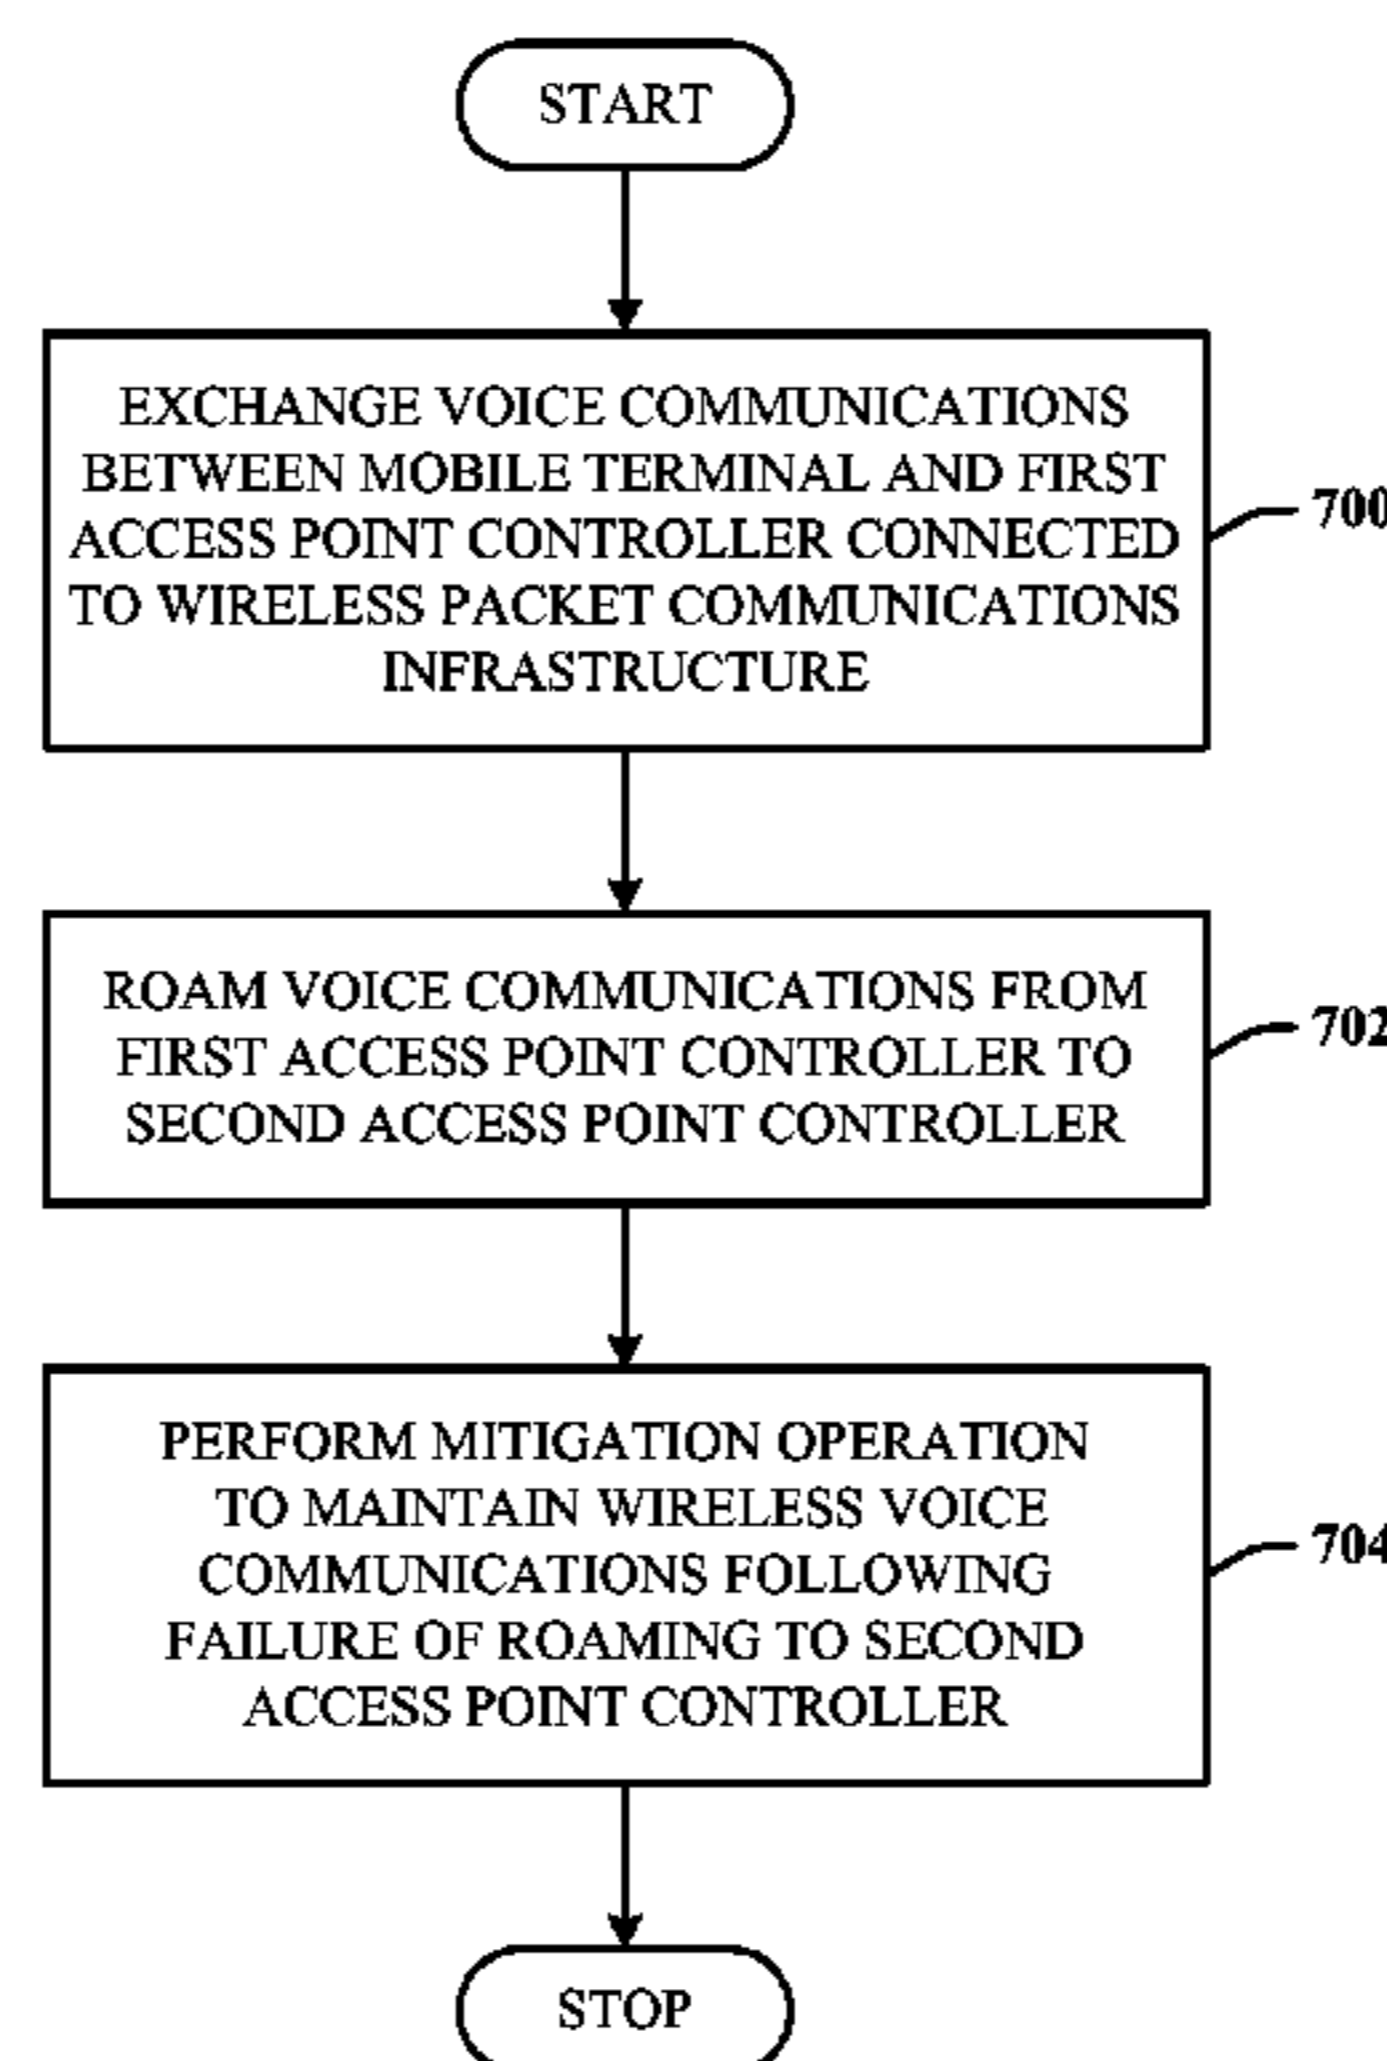 START
EXCHANGE VOICE COMMUNICATIONS
BETWEEN MOBILE TERMINAL AND FIRST
ACCESS POINT CONTROLLER CONNECTED
TO WIRELESS PACKET COMMUNICATIONS
INFRASTRUCTURE
700
ROAM VOICE COMMUNICATIONS FROM
FIRST ACCESS POINT CONTROLLER TO
SECOND ACCESS POINT CONTROLLER
702
PERFORM MITIGATION OPERATION
TO MAINTAIN WIRELESS VOICE
COMMUNICATIONS FOLLOWING
FAILURE OF ROAMING TO SECOND
ACCESS POINT CONTROLLER
704
STOP